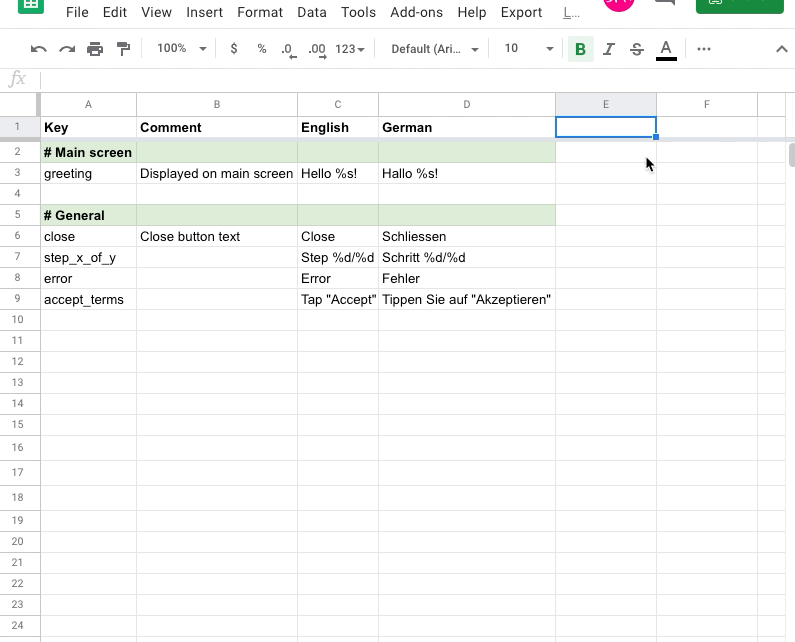 File Edit View Insert Format Data Tools Add-ons Help Export L...
100% $ % .0 .00 123 Default (Ari... 10 B I S A
fx
A B C D E F
1 Key Comment English German
2 # Main screen
3 greeting Displayed on main screen Hello %s! Hallo %s!
4
5 # General
6 close Close button text Close Schliessen
7 step_x_of_y Step %d/%d Schritt %d/%d
8 error Error Fehler
9 accept_terms Tap "Accept" Tippen Sie auf "Akzeptieren"
10
11
12
13
14
15
16
17
18
19
20
21
22
23
24